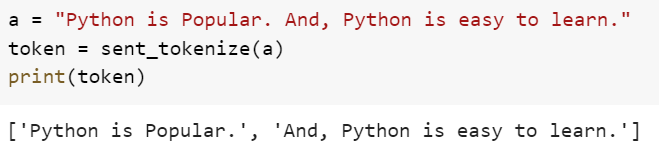 a = "Python is Popular. And, Python is easy to learn."
token = sent_tokenize(a)
print(token)
['Python is Popular.', 'And, Python is easy to learn.']